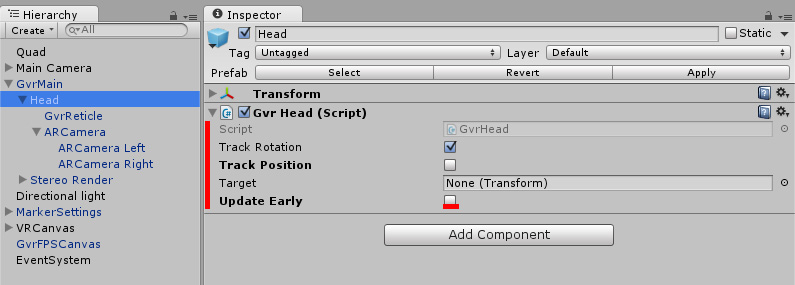 Hierarchy
Create
All
Quad
Main Camera
GvrMain
Head
GvrReticle
ARCamera
ARCamera Left
ARCamera Right
Stereo Render
Directional light
MarkerSettings
VRCanvas
GvrFPSCanvas
EventSystem
Inspector
Head
Static
Tag Untagged Layer Default
Prefab Select Revert Apply
Transform
Gvr Head (Script)
Script GvrHead
Track Rotation
Track Position
Target None (Transform)
Update Early
Add Component